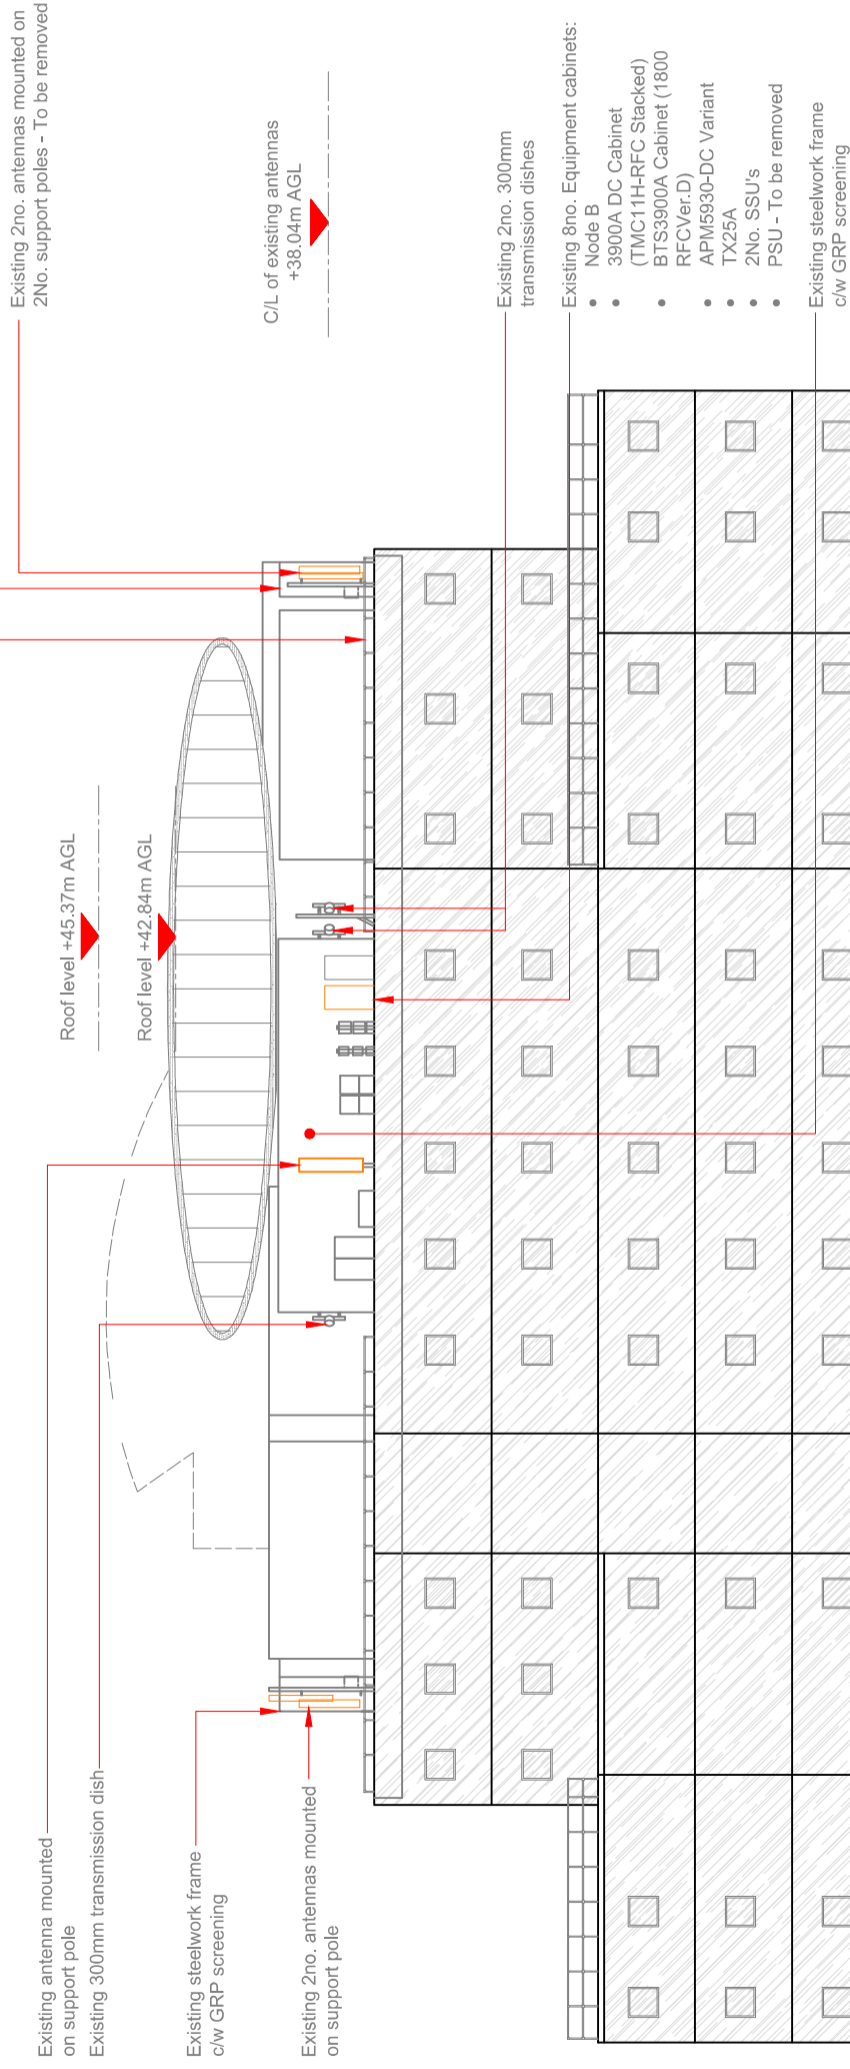 Existing antenna mounted
on support pole
Existing 300mm transmission dish
Existing steelwork frame
c/w GRP screening
Existing 2no. antennas mounted
on support pole
Roof level +45.37m AGL
Roof level +42.84m AGL
Existing 2no. antennas mounted on
2No. support poles - To be removed
C/L of existing antennas
+38.04m AGL
Existing 2no. 300mm
transmission dishes
Existing 8no. Equipment cabinets:
• Node B
• 3900A DC Cabinet
(TMC11H-RFC Stacked)
• BTS3900A Cabinet (1800
RFCVer.D)
• APM5930-DC Variant
• TX25A
• 2No. SSU's
• PSU - To be removed
Existing steelwork frame
c/w GRP screening